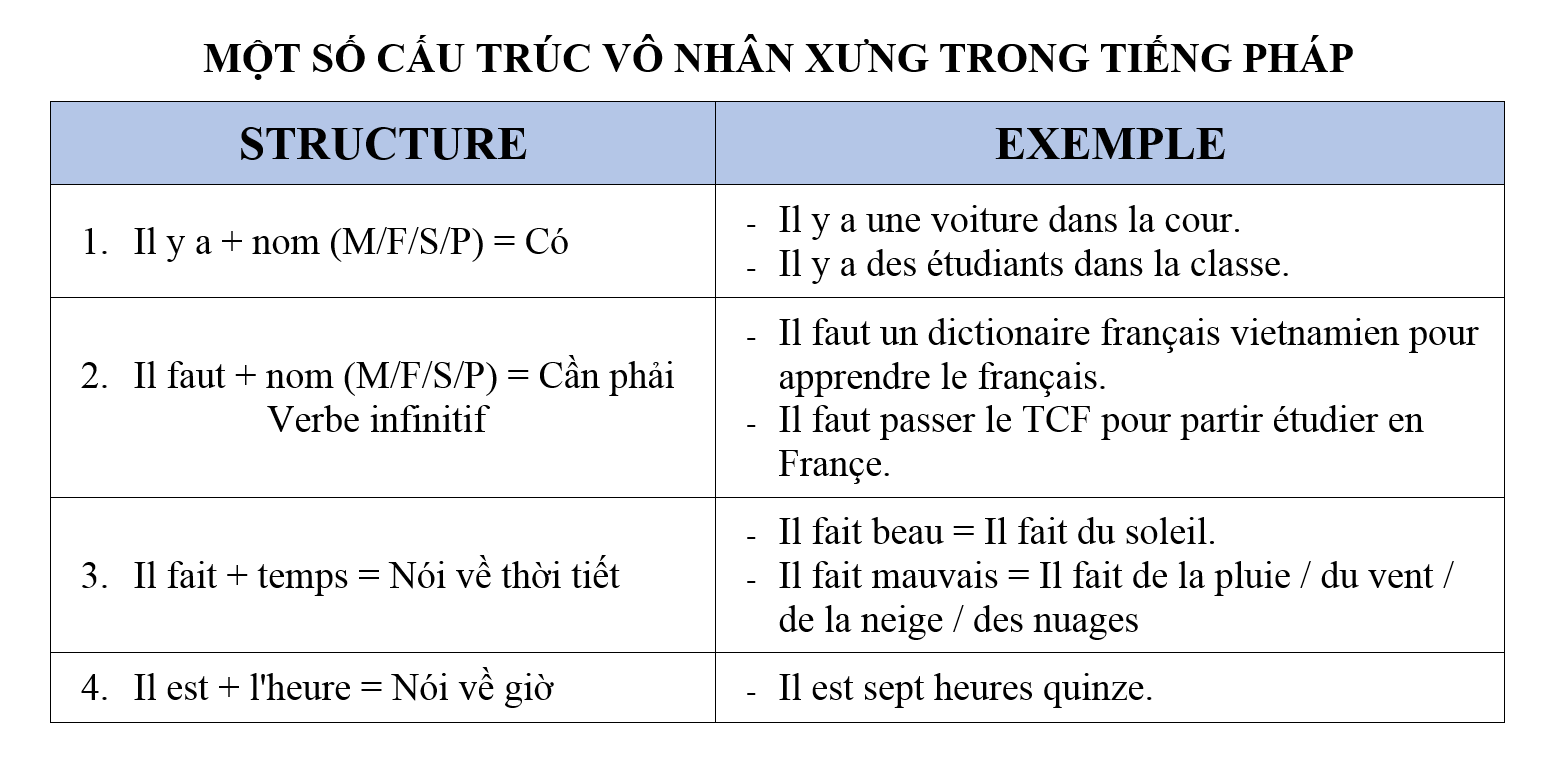 MỘT SỐ CẤU TRÚC VÔ NHÂN XƯNG TRONG TIẾNG PHÁP
STRUCTURE
EXEMPLE
1. Il y a + nom (M/F/S/P) = Có
- Il y a une voiture dans la cour.
- Il y a des étudiants dans la classe.
2. Il faut + nom (M/F/S/P) = Cần phải
Verbe infinitif
- Il faut un dictionaire français vietnamien pour
apprendre le français.
- Il faut passer le TCF pour partir étudier en
Françe.
3. Il fait + temps = Nói về thời tiết
- Il fait beau = Il fait du soleil.
- Il fait mauvais = Il fait de la pluie / du vent /
de la neige / des nuages
4. Il est + l'heure = Nói về giờ
- Il est sept heures quinze.